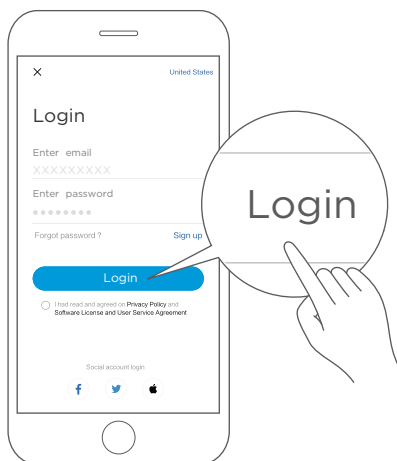 United States
Login
Enter email
XXXXXXXXX
Enter password
Forgot password ?
Sign up
Login
I had read and agreed on Privacy Policy and
Software License and User Service Agreement
Social account login
Login